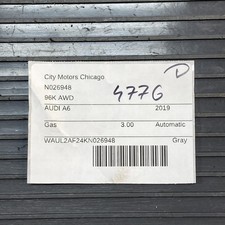 City Motors Chicago
N026948
4776
D
96K AWD
AUDI A6 2019
Gas 3.00 Automatic
WAUL2AF24KN026948 Gray